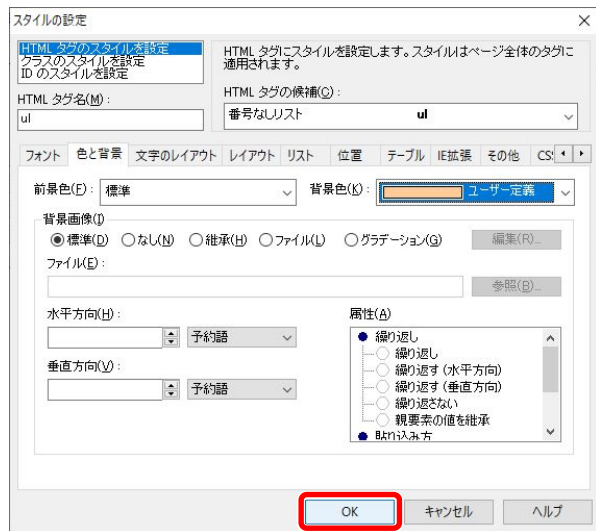 スタイルの設定
HTML タグのスタイルを設定
クラスのスタイルを設定
ID のスタイルを設定
HTML タグにスタイルを設定します。スタイルはページ全体のタグに
適用されます。
HTML タグ名(M) :
ul
HTML タグの候補(C) :
番号なしリスト ul
フォント 色と背景 文字のレイアウト レイアウト リスト 位置 テーブル IE拡張 その他 CS:
前景色(F) : 標準 背景色(K) : ユーザー定義
背景画像(I)
標準(D) なし(N) 継承(H) ファイル(L) グラデーション(G) 編集(R)...
ファイル(E) :
参照(B)...
水平方向(H) :
予約語
垂直方向(V) :
予約語
属性(A)
繰り返し
繰り返し
繰り返す (水平方向)
繰り返す (垂直方向)
繰り返さない
親要素の値を継承
貼り込み方
OK キャンセル ヘルプ